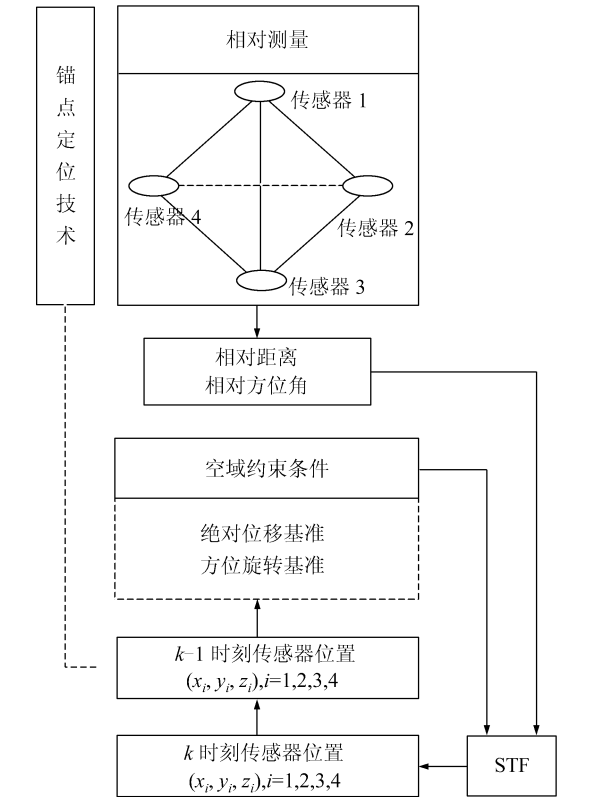 锚点定位技术
相对测量
传感器 1
传感器 4
传感器 2
传感器 3
相对距离
相对方位角
空域约束条件
绝对位移基准
方位旋转基准
k−1 时刻传感器位置
(xi, yi, zi),i=1,2,3,4
k 时刻传感器位置
(xi, yi, zi),i=1,2,3,4
STF